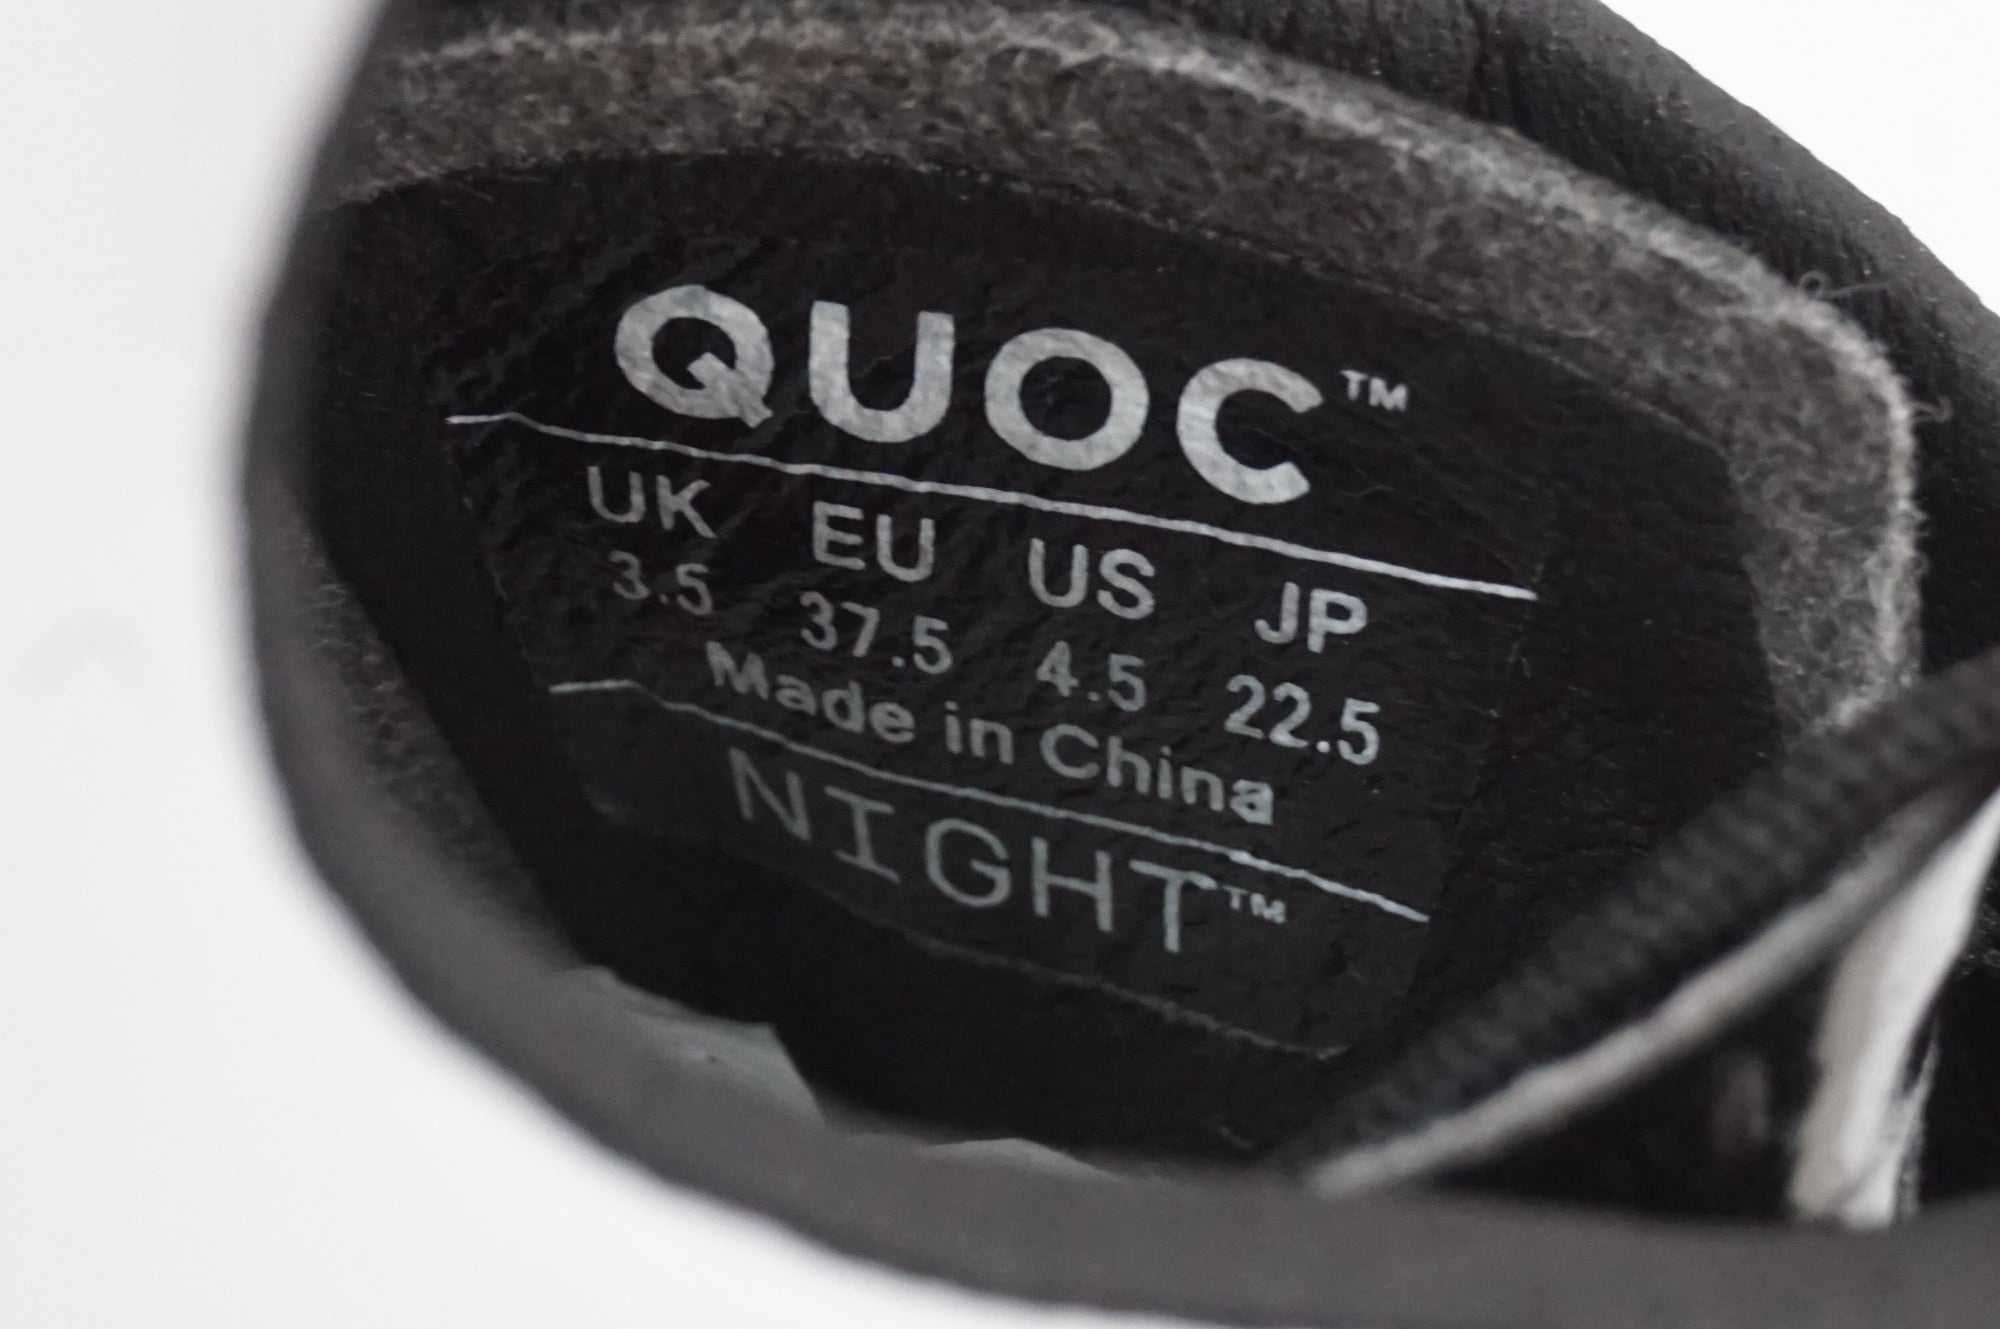 QUOC™
UK EU US JP
3.5 37.5 4.5 22.5
Made in China
NIGHT™